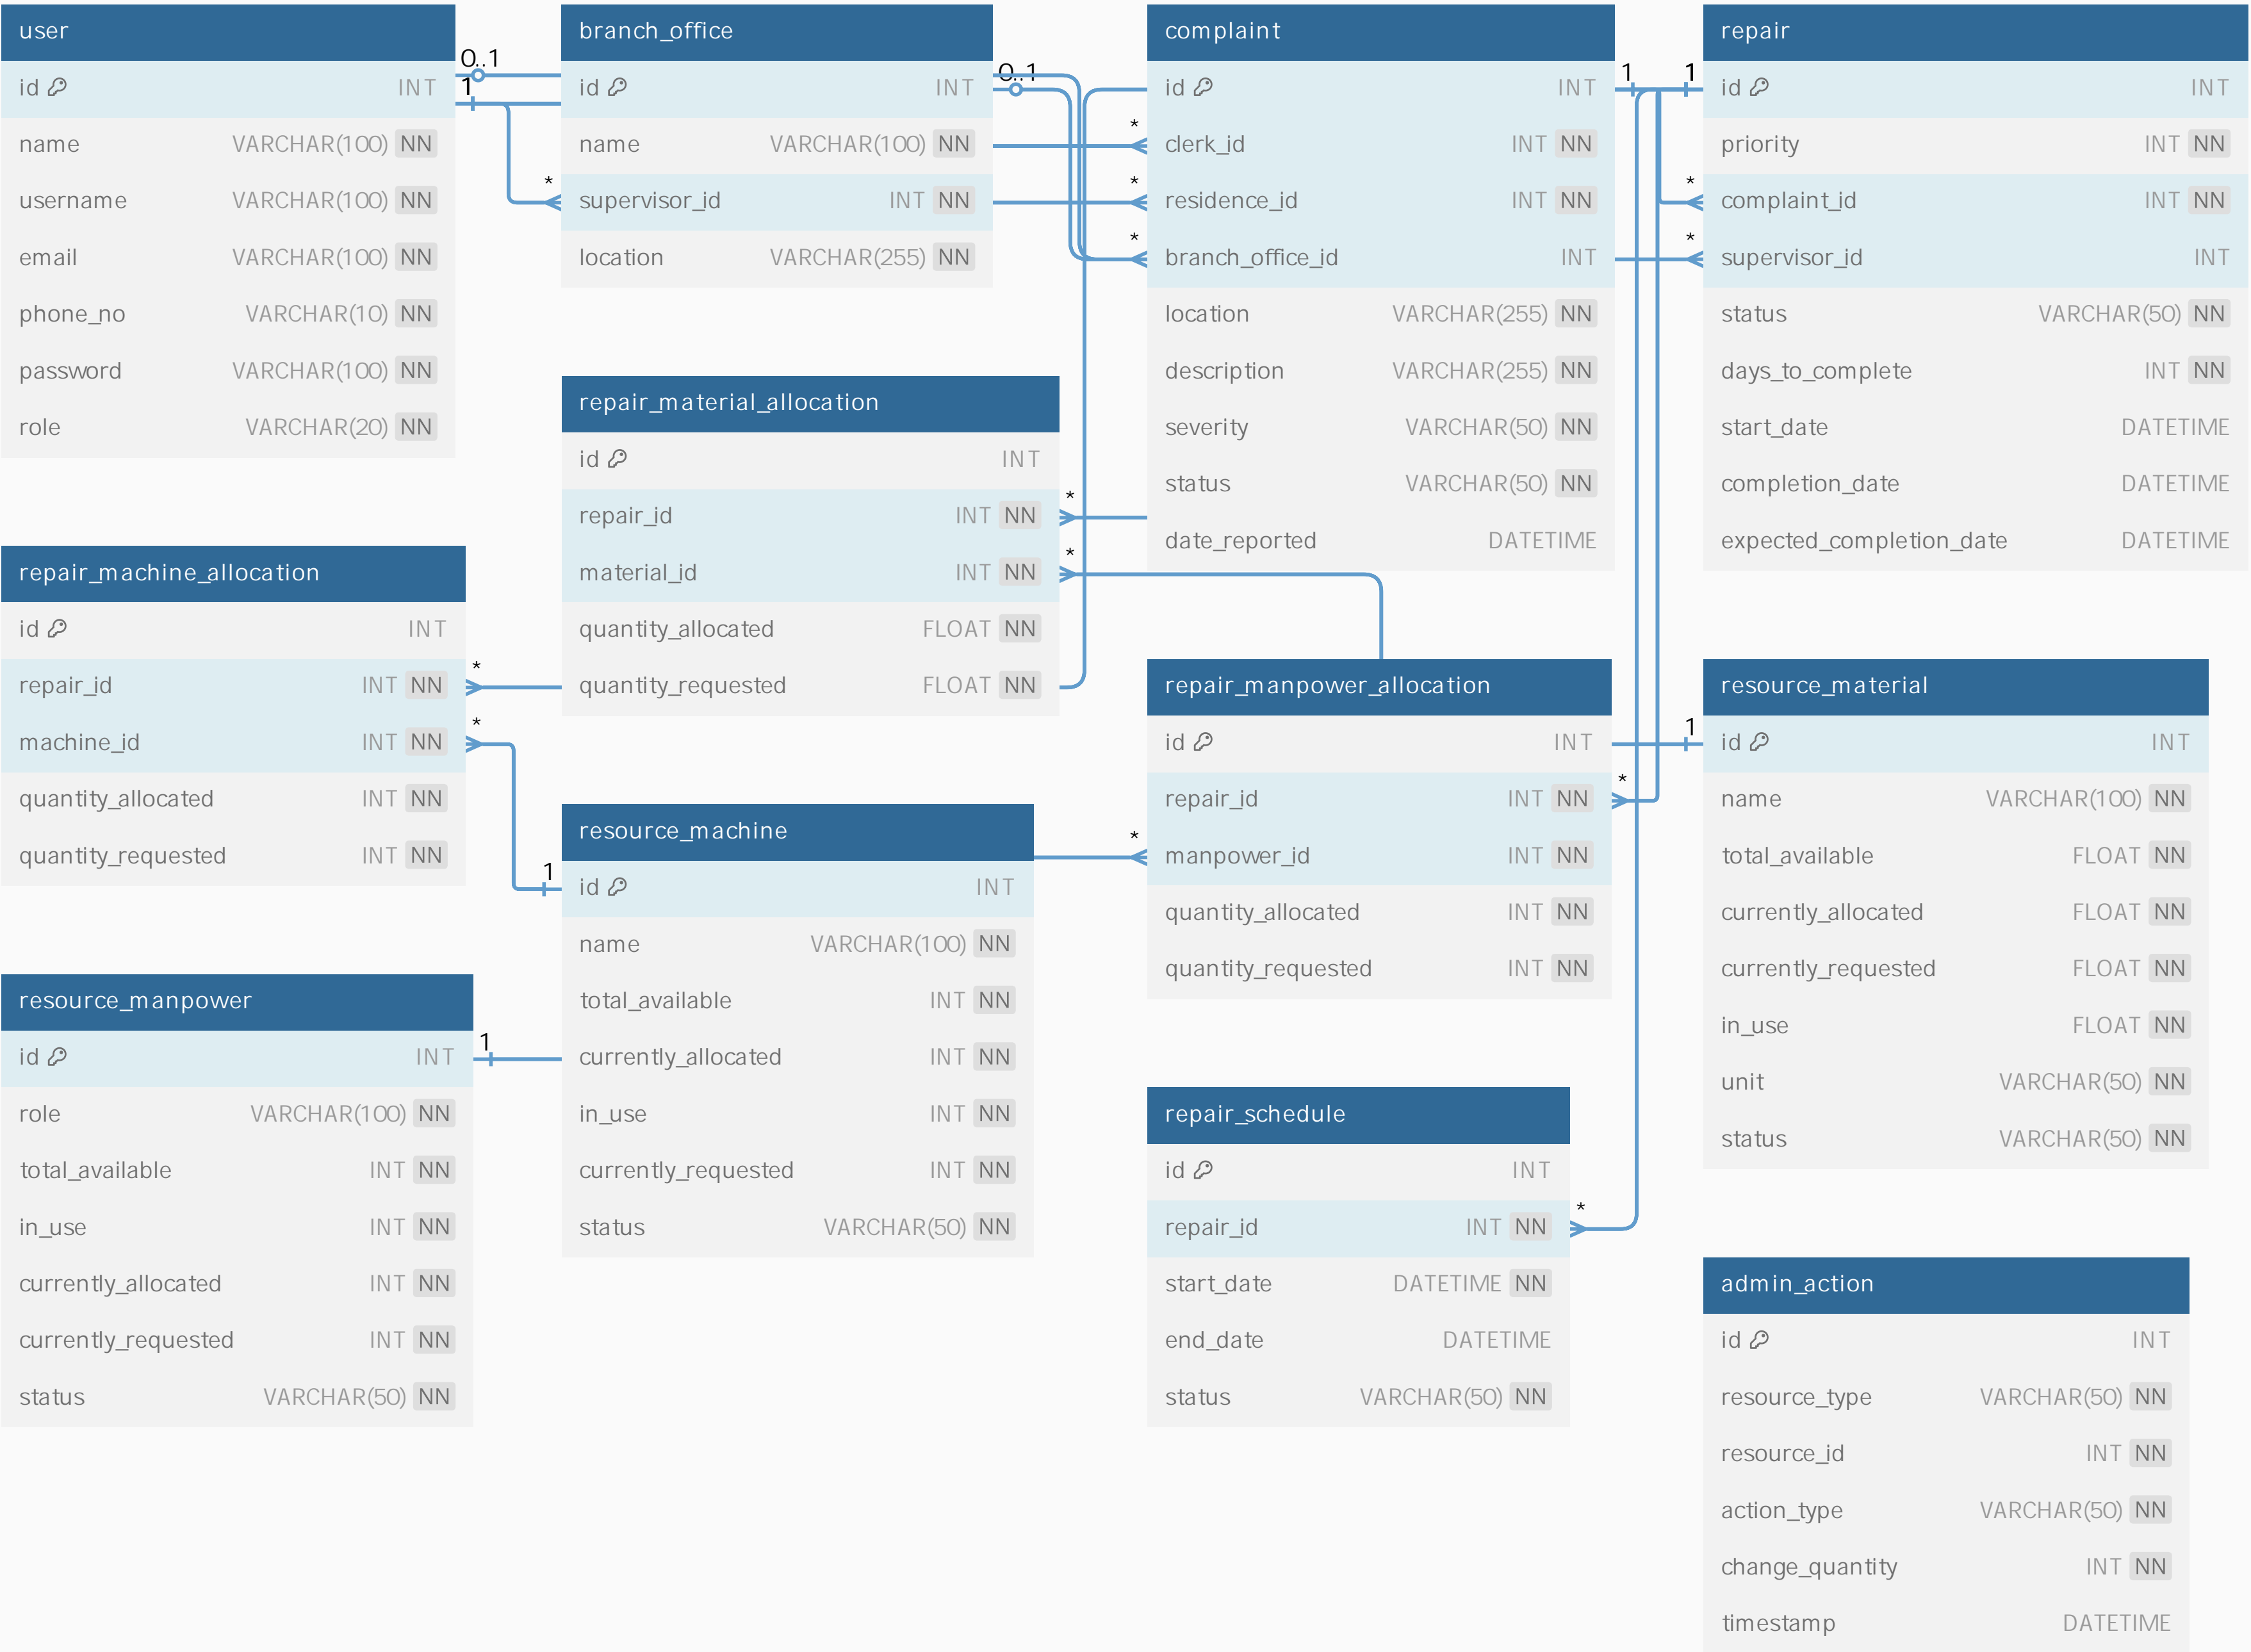 user
id INT
name VARCHAR(100) NN
username VARCHAR(100) NN
email VARCHAR(100) NN
phone_no VARCHAR(10) NN
password VARCHAR(100) NN
role VARCHAR(20) NN
0..1
1
branch_office
id INT
name VARCHAR(100) NN
* supervisor_id INT NN
location VARCHAR(255) NN
0..1
complaint
id INT
* clerk_id INT NN
* residence_id INT NN
* branch_office_id INT
location VARCHAR(255) NN
description VARCHAR(255) NN
severity VARCHAR(50) NN
status VARCHAR(50) NN
date_reported DATETIME
1
1
repair
id INT
priority INT NN
* complaint_id INT NN
* supervisor_id INT
status VARCHAR(50) NN
days_to_complete INT NN
start_date DATETIME
completion_date DATETIME
expected_completion_date DATETIME
repair_material_allocation
id INT
repair_id INT NN *
material_id INT NN *
quantity_allocated FLOAT NN
quantity_requested FLOAT NN
repair_machine_allocation
id INT
repair_id INT NN *
machine_id INT NN *
quantity_allocated INT NN
quantity_requested INT NN
repair_manpower_allocation
id INT
repair_id INT NN *
* manpower_id INT NN
quantity_allocated INT NN
quantity_requested INT NN
resource_material
1 id INT
name VARCHAR(100) NN
total_available FLOAT NN
currently_allocated FLOAT NN
currently_requested FLOAT NN
in_use FLOAT NN
unit VARCHAR(50) NN
status VARCHAR(50) NN
resource_machine
1 id INT
name VARCHAR(100) NN
total_available INT NN
currently_allocated INT NN
in_use INT NN
currently_requested INT NN
status VARCHAR(50) NN
resource_manpower
id INT 1
role VARCHAR(100) NN
total_available INT NN
in_use INT NN
currently_allocated INT NN
currently_requested INT NN
status VARCHAR(50) NN
repair_schedule
id INT
repair_id INT NN *
start_date DATETIME NN
end_date DATETIME
status VARCHAR(50) NN
admin_action
id INT
resource_type VARCHAR(50) NN
resource_id INT NN
action_type VARCHAR(50) NN
change_quantity INT NN
timestamp DATETIME